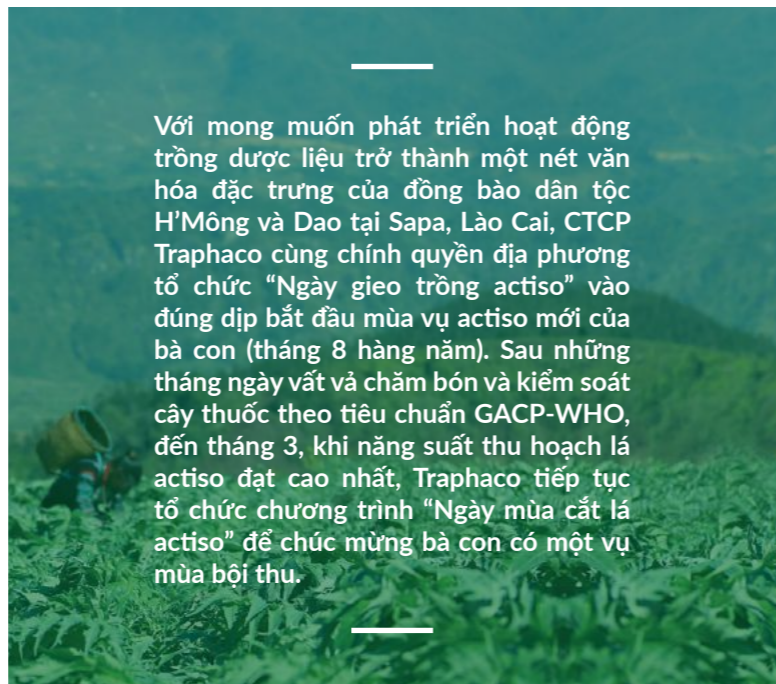 Với mong muốn phát triển hoạt động
trồng dược liệu trở thành một nét văn
hóa đặc trưng của đồng bào dân tộc
H’Mông và Dao tại Sapa, Lào Cai, CTCP
Traphaco cùng chính quyền địa phương
tổ chức “Ngày gieo trồng actiso” vào
đúng dịp bắt đầu mùa vụ actiso mới của
bà con (tháng 8 hàng năm). Sau những
tháng ngày vất vả chăm bón và kiểm soát
cây thuốc theo tiêu chuẩn GACP-WHO,
đến tháng 3, khi năng suất thu hoạch lá
actiso đạt cao nhất, Traphaco tiếp tục
tổ chức chương trình “Ngày mùa cắt lá
actiso” để chúc mừng bà con có một vụ
mùa bội thu.